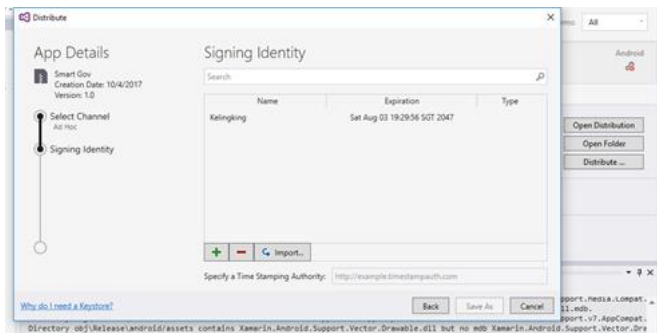 Distribute
App Details
Smart Gov
Creation Date: 10/4/2017
Version: 1.0
Select Channel
Ad Hoc
Signing Identity
Signing Identity
Search
Name Expiration Type
Kelingking Sat Aug 03 19:29:56 SGT 2047
Import...
Specify a Time Stamping Authority: http://example.timestampauth.com
Why do I need a Keystore?
Back Save As Cancel
All
Android
Open Distribution
Open Folder
Distribute ...
pport.media.compat.
ll.mdb.
pport.v7.AppCompat.
Directory obj\Release\android/assets contains Xamarin.Android.Support.Vector.Drawable.dll but no mdb Xamarin.Android.Support.Vector.Dra